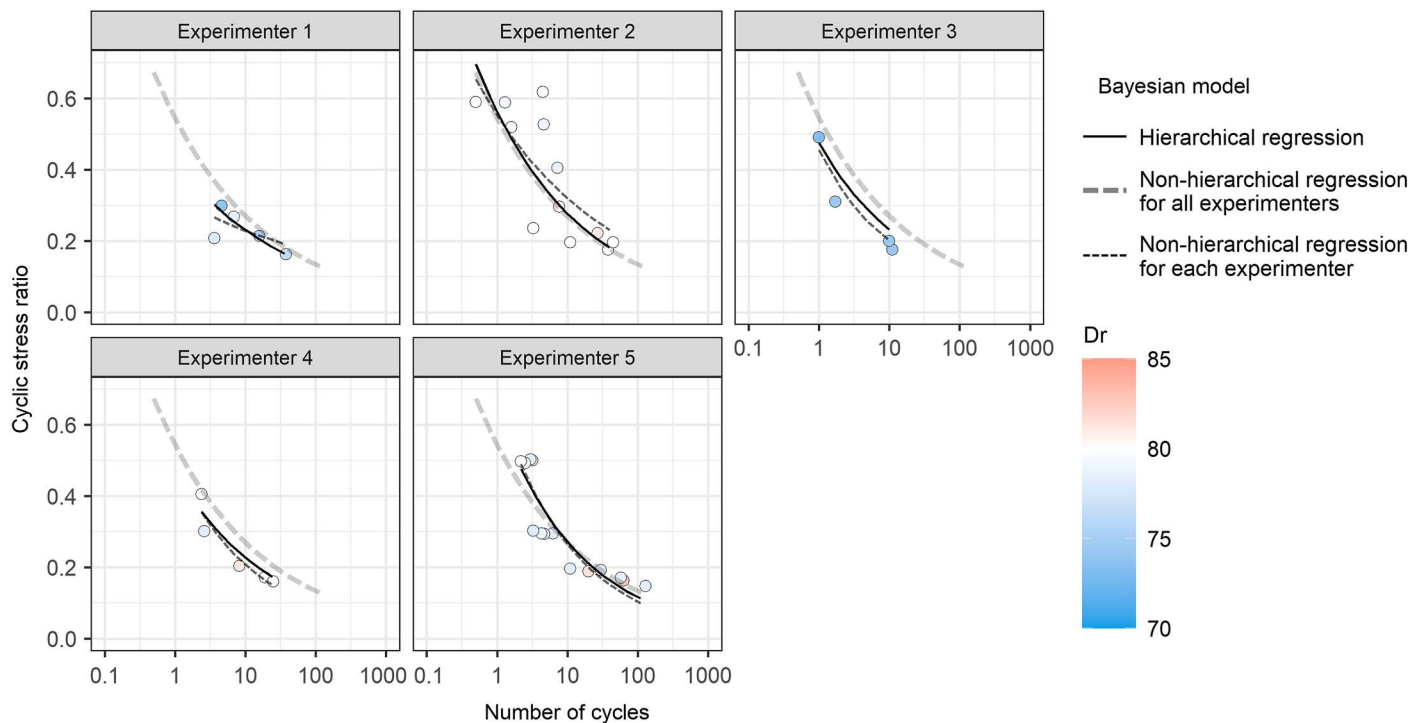 Experimenter 1
Experimenter 2
Experimenter 3
0.6
0.4
0.2
0.0
0.1 1 10 100 1000
Experimenter 4
Experimenter 5
0.6
0.4
0.2
0.0
0.1 1 10 100 1000
0.1 1 10 100 1000
Cyclic stress ratio
Number of cycles
Bayesian model
Hierarchical regression
Non-hierarchical regression
for all experimenters
Non-hierarchical regression
for each experimenter
Dr
85
80
75
70